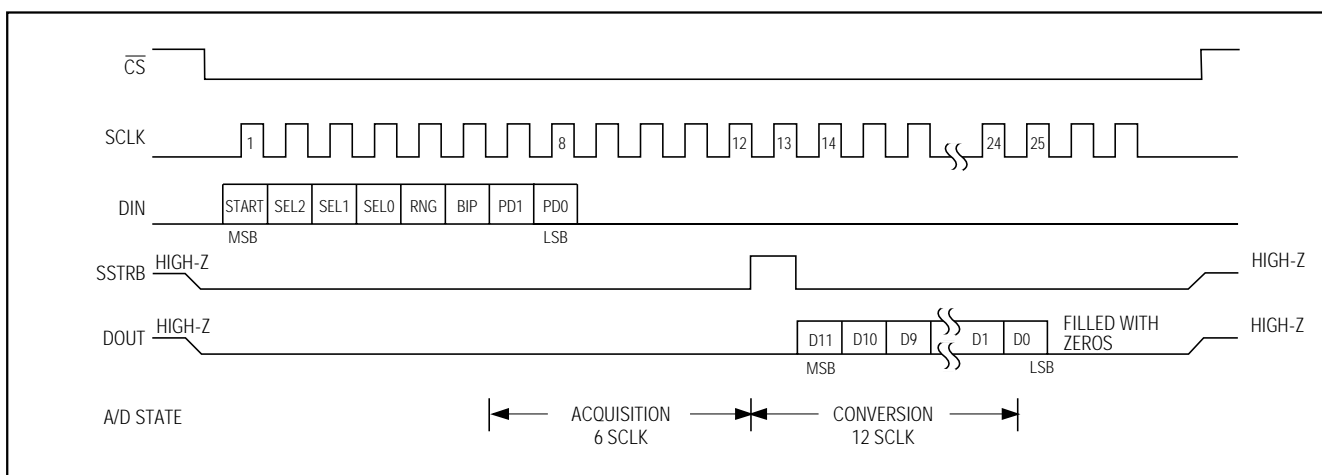 CS
SCLK
1
8
12
13
14
24
25
DIN
START
SEL2
SEL1
SEL0
RNG
BIP
PD1
PD0
MSB
LSB
SSTRB
HIGH-Z
HIGH-Z
DOUT
HIGH-Z
D11
D10
D9
D1
D0
FILLED WITH
ZEROS
HIGH-Z
MSB
LSB
A/D STATE
ACQUISITION
6 SCLK
CONVERSION
12 SCLK